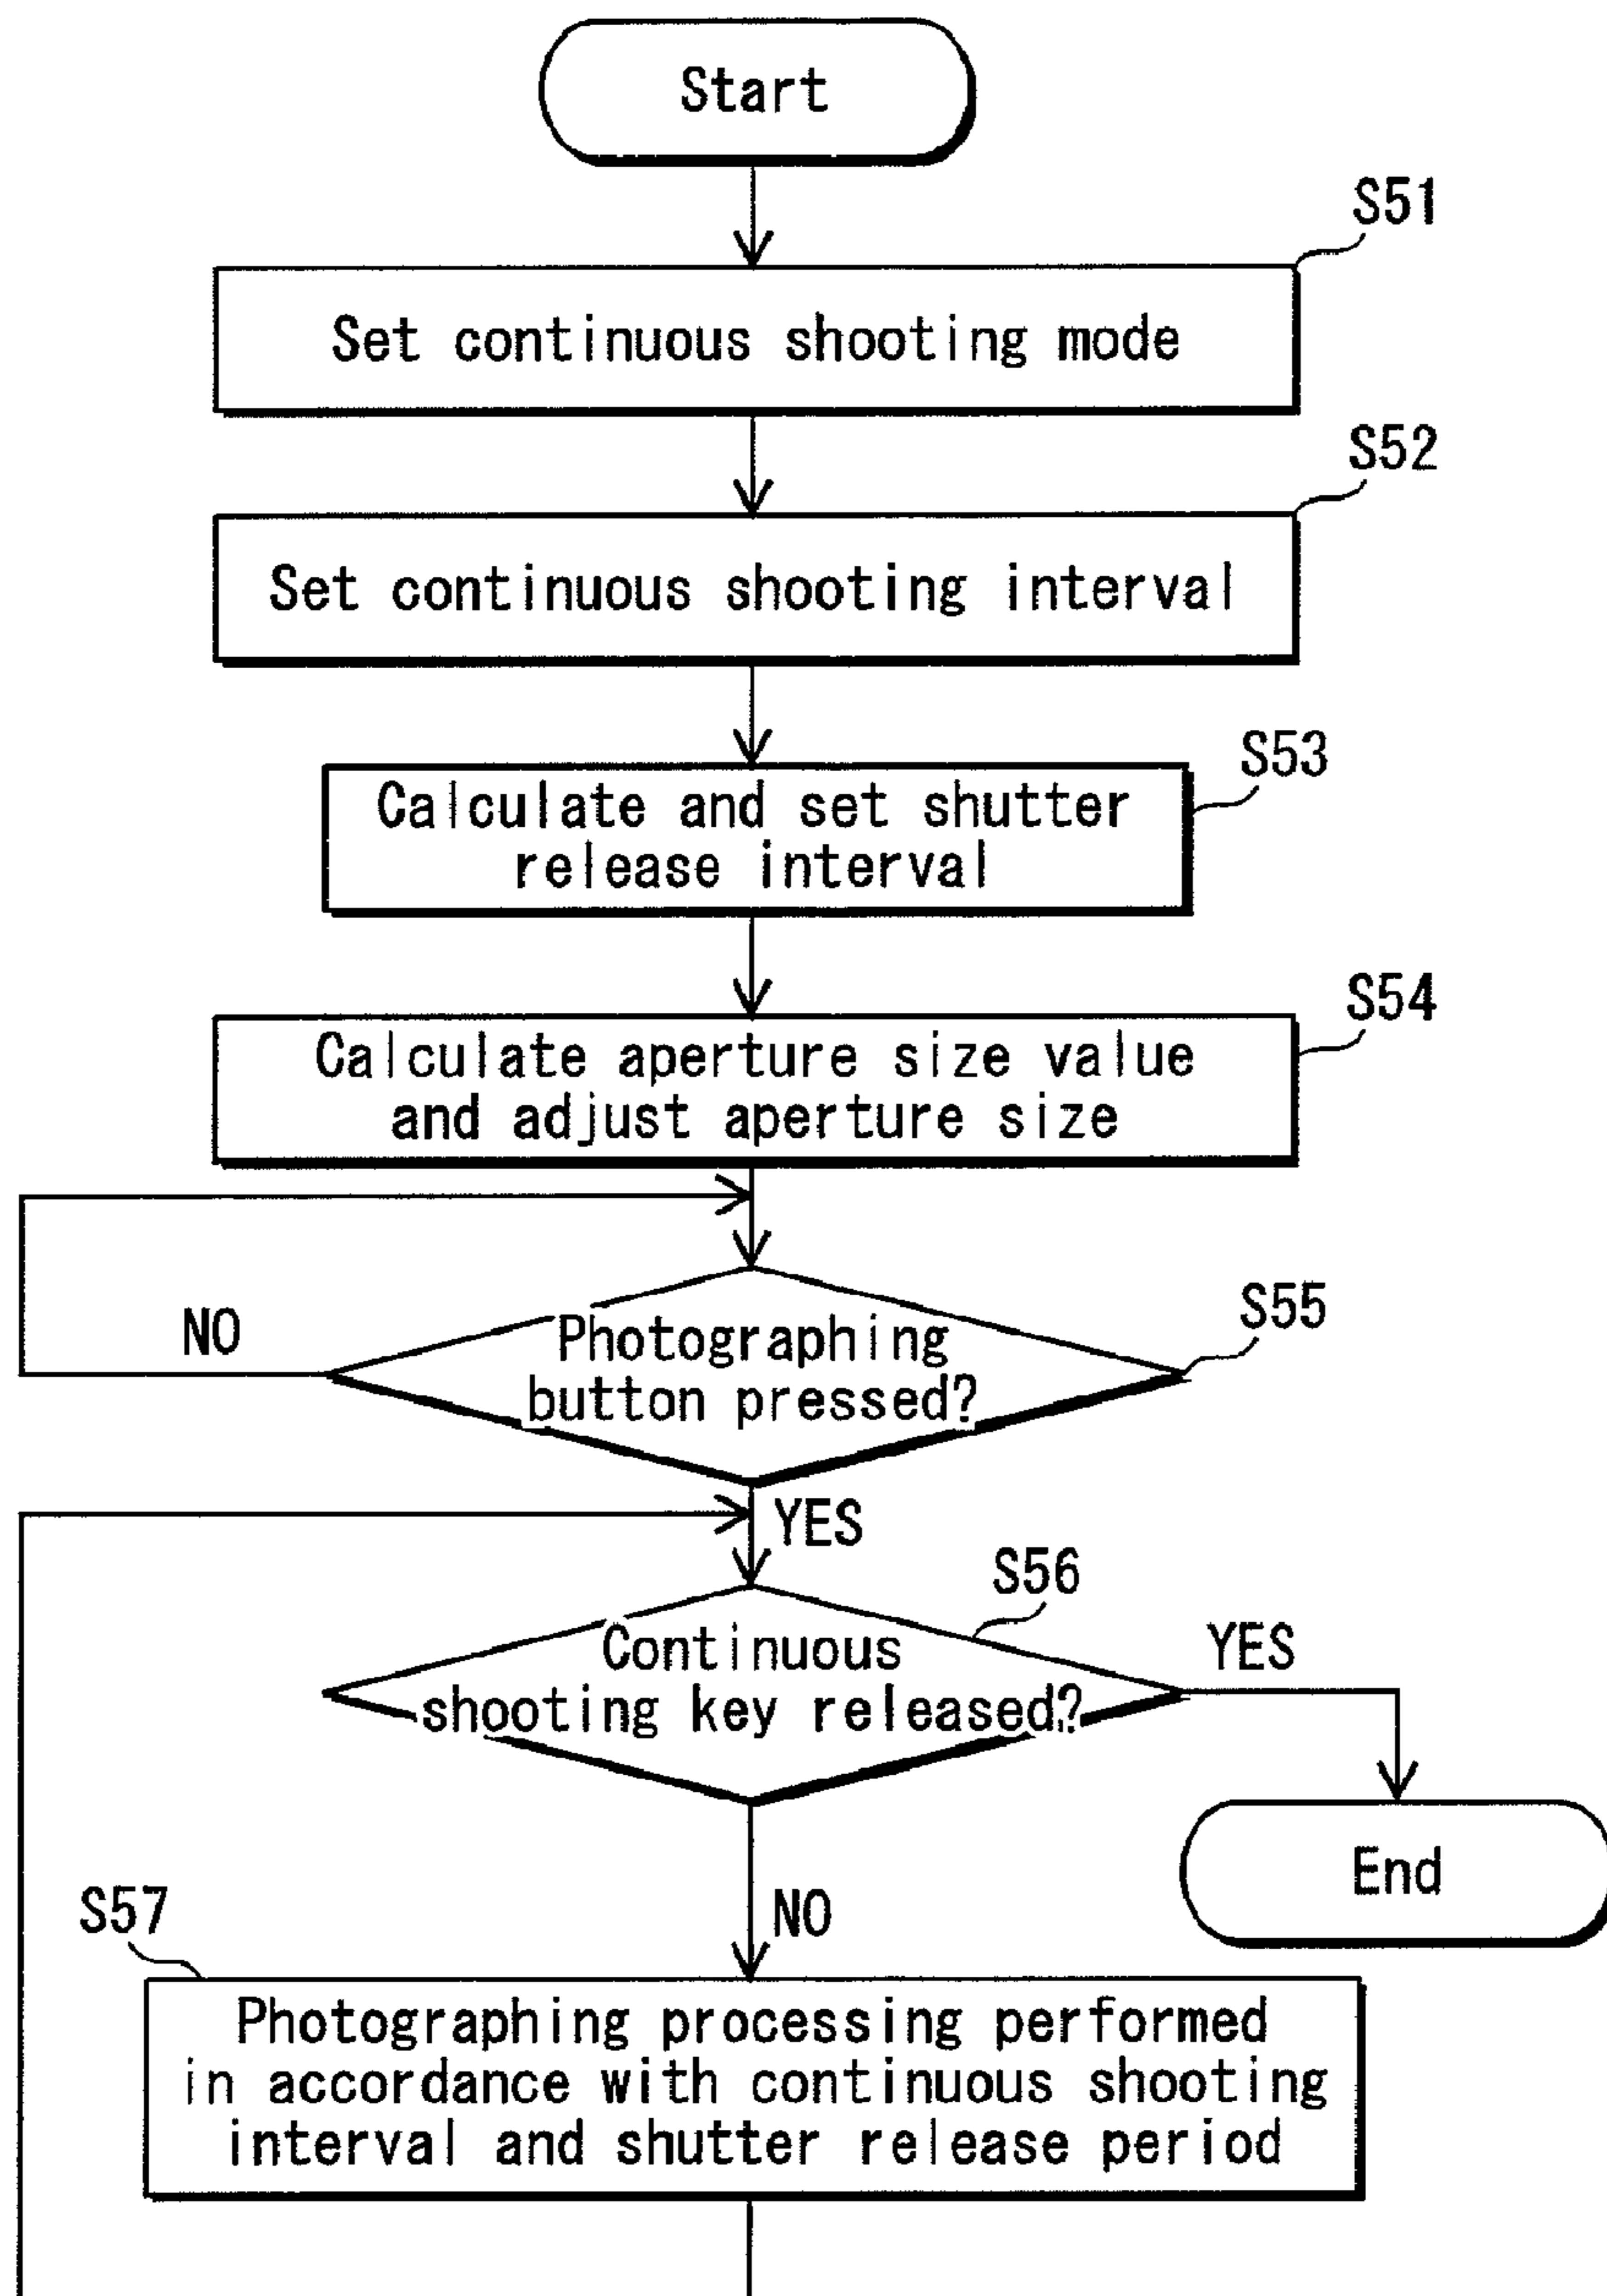 Start
S51
Set continuous shooting mode
S52
Set continuous shooting interval
S53
Calculate and set shutter
release interval
S54
Calculate aperture size value
and adjust aperture size
S55
NO
Photographing
button pressed?
YES
S56
Continuous
shooting key released?
YES
End
NO
S57
Photographing processing performed
in accordance with continuous shooting
interval and shutter release period